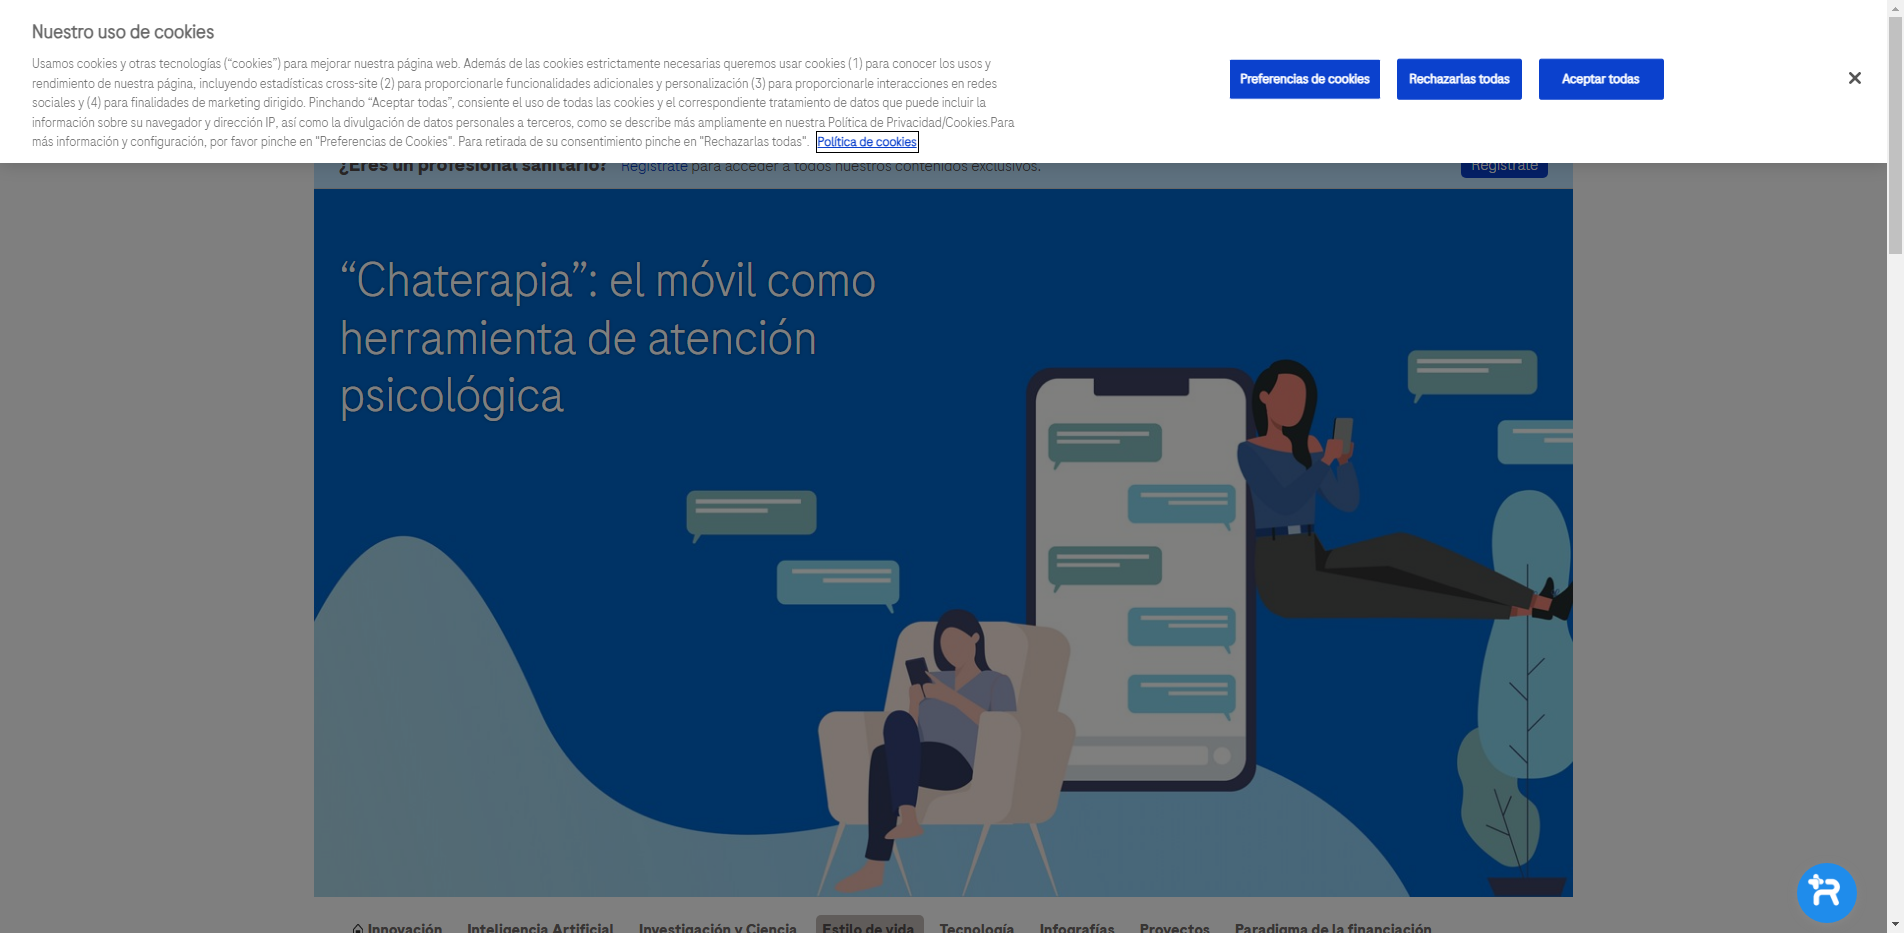 Nuestro uso de cookies
Usamos cookies y otras tecnologías (“cookies”) para mejorar nuestra página web. Además de las cookies estrictamente necesarias queremos usar cookies (1) para conocer los usos y
rendimiento de nuestra página, incluyendo estadísticas cross-site (2) para proporcionarle funcionalidades adicionales y personalización (3) para proporcionarle interacciones en redes
sociales y (4) para finalidades de marketing dirigido. Pinchando “Aceptar todas”, consiente el uso de todas las cookies y el correspondiente tratamiento de datos que puede incluir la
información sobre su navegador y dirección IP, así como la divulgación de datos personales a terceros, como se describe más ampliamente en nuestra Política de Privacidad/Cookies.Para
más información y configuración, por favor pinche en "Preferencias de Cookies". Para retirada de su consentimiento pinche en "Rechazarlas todas". Política de cookies
Preferencias de cookies
Rechazarlas todas
Aceptar todas
¿Eres un profesional sanitario? Regístrate para acceder a todos nuestros contenidos exclusivos.
Regístrate
“Chaterapia”: el móvil como
herramienta de atención
psicológica
Innovación Inteligencia Artificial Investigación y Ciencia Estilo de vida Tecnología Infografías Proyectos Paradigma de la financiación